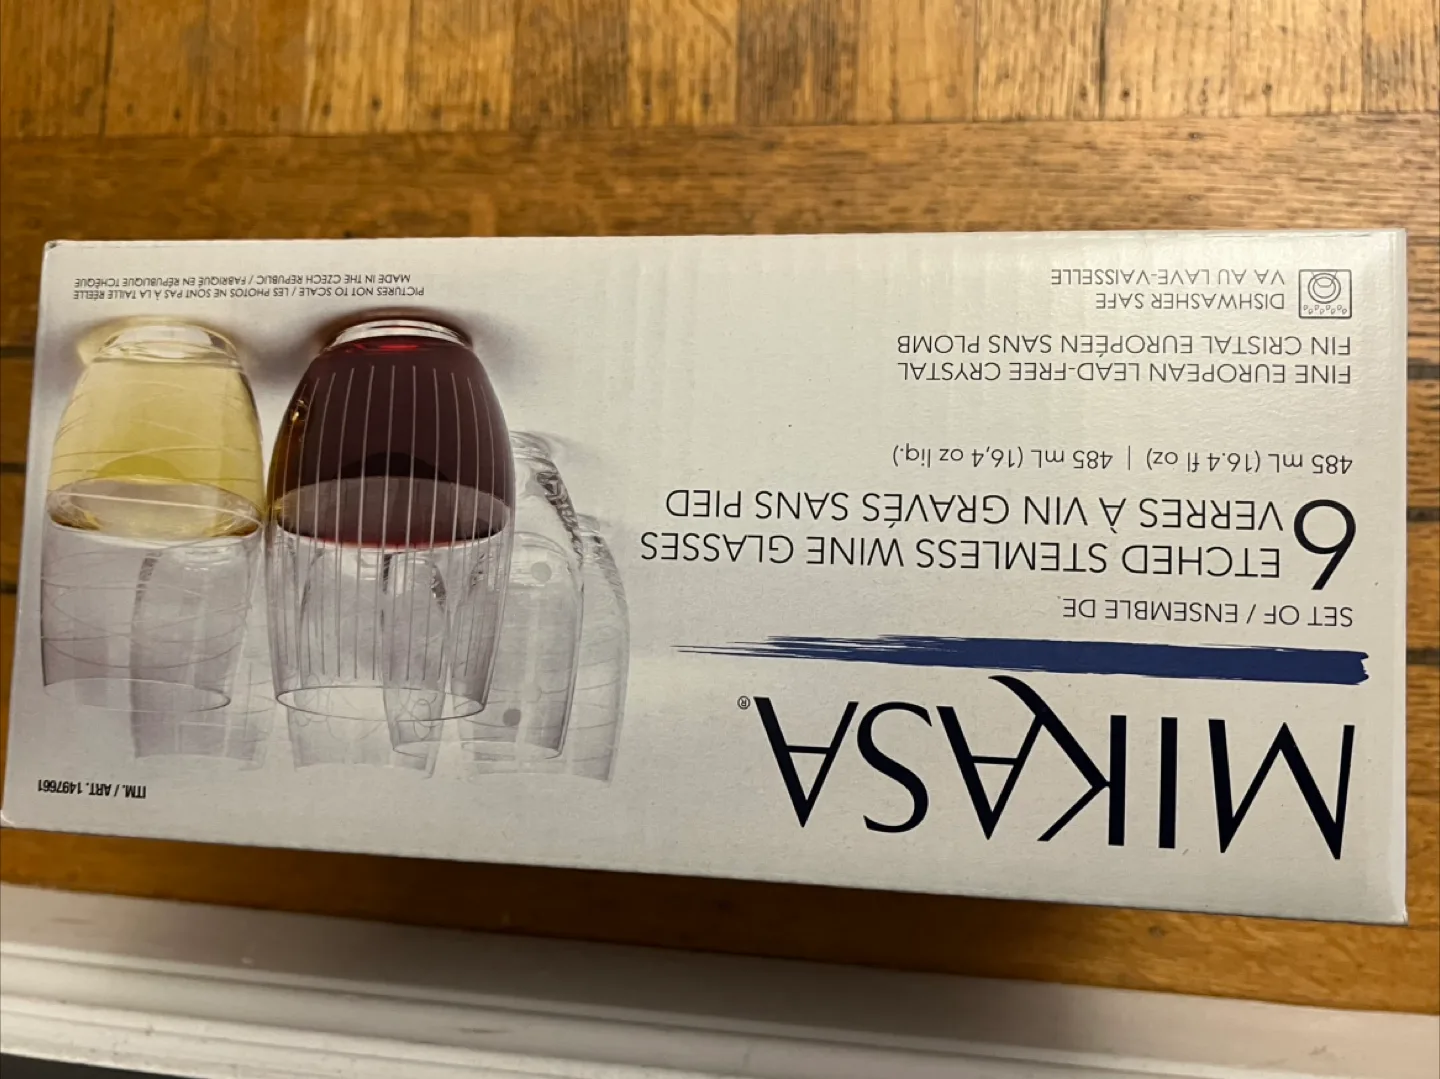 MIKASA®
SET OF / ENSEMBLE DE
6
ETCHED STEMLESS WINE GLASSES
VERRES À VIN GRAVÉS SANS PIED
485 mL (16.4 fl oz) | 485 mL (16,4 oz liq.)
FINE EUROPEAN LEAD-FREE CRYSTAL
FIN CRISTAL EUROPÉEN SANS PLOMB
DISHWASHER SAFE
VA AU LAVE-VAISSELLE
ITM. / ART. 1497661
PICTURES NOT TO SCALE / LES PHOTOS NE SONT PAS À LA TAILLE RÉELLE
MADE IN THE CZECH REPUBLIC / FABRIQUÉ EN RÉPUBLIQUE TCHÈQUE